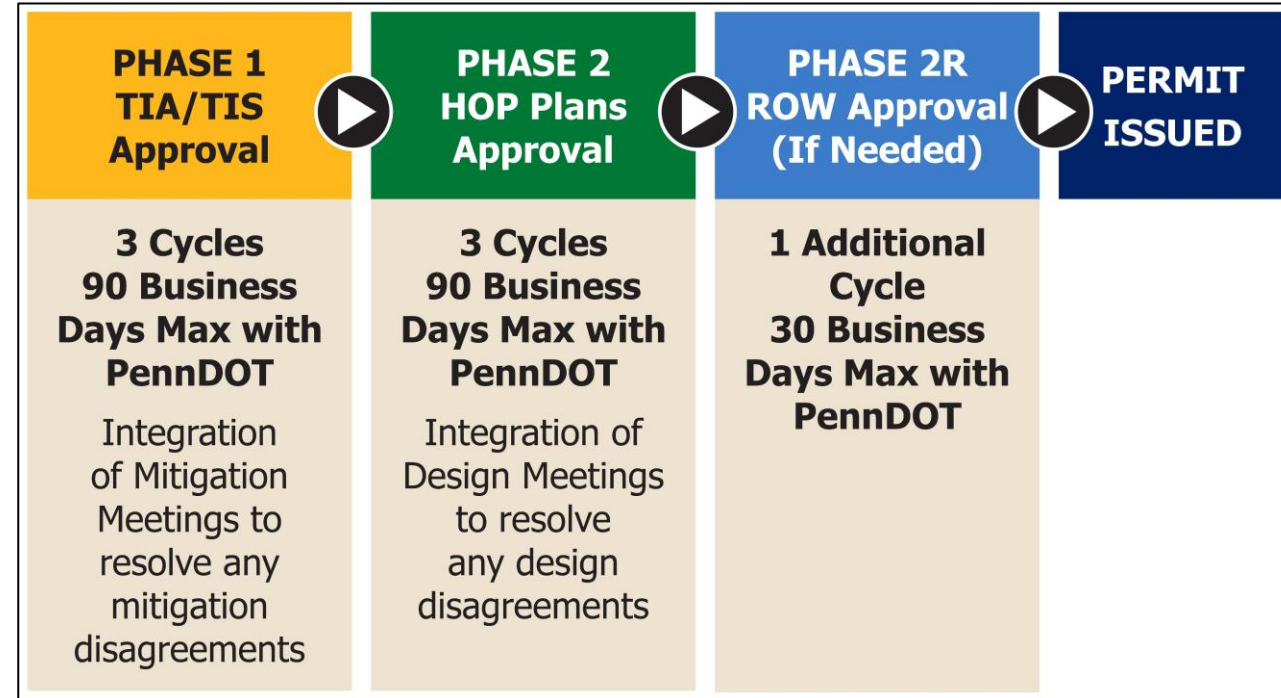 PHASE 1
TIA/TIS
Approval
3 Cycles
90 Business
Days Max with
PennDOT
Integration
of Mitigation
Meetings to
resolve any
mitigation
disagreements
PHASE 2
HOP Plans
Approval
3 Cycles
90 Business
Days Max with
PennDOT
Integration of
Design Meetings
to resolve
any design
disagreements
PHASE 2R
ROW Approval
(If Needed)
1 Additional
Cycle
30 Business
Days Max with
PennDOT
PERMIT
ISSUED